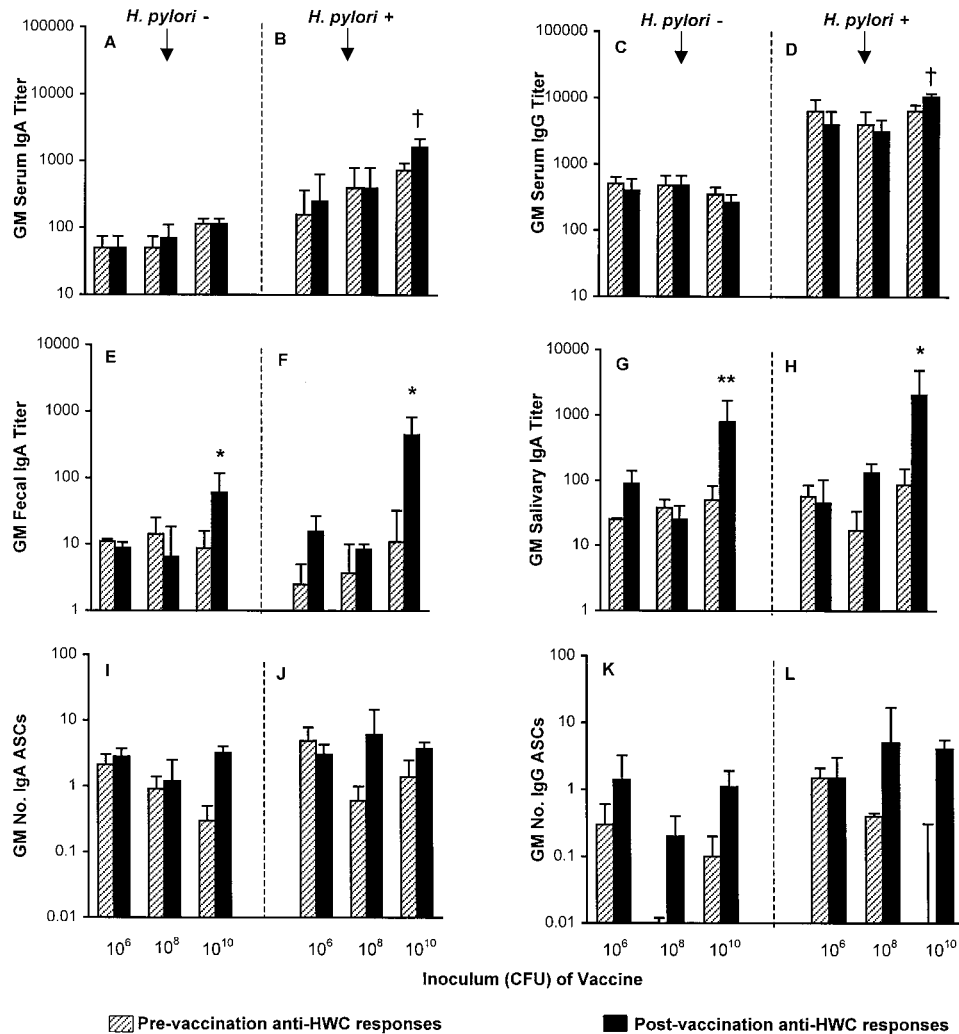 H. pylori - H. pylori + H. pylori - H. pylori +
A B C D
GM Serum IgA Titer
100000
10000
1000
100
10
†
GM Serum IgG Titer
100000
10000
1000
100
10
†
E F G H
GM Fecal IgA Titer
10000
1000
100
10
1
*
*
GM Salivary IgA Titer
10000
1000
100
10
1
**
*
I J K L
GM No. IgA ASCs
100
10
1
0.1
0.01
GM No. IgG ASCs
100
10
1
0.1
0.01
10⁶ 10⁸ 10¹⁰ 10⁶ 10⁸ 10¹⁰ 10⁶ 10⁸ 10¹⁰ 10⁶ 10⁸ 10¹⁰
Inoculum (CFU) of Vaccine
Pre-vaccination anti-HWC responses Post-vaccination anti-HWC responses